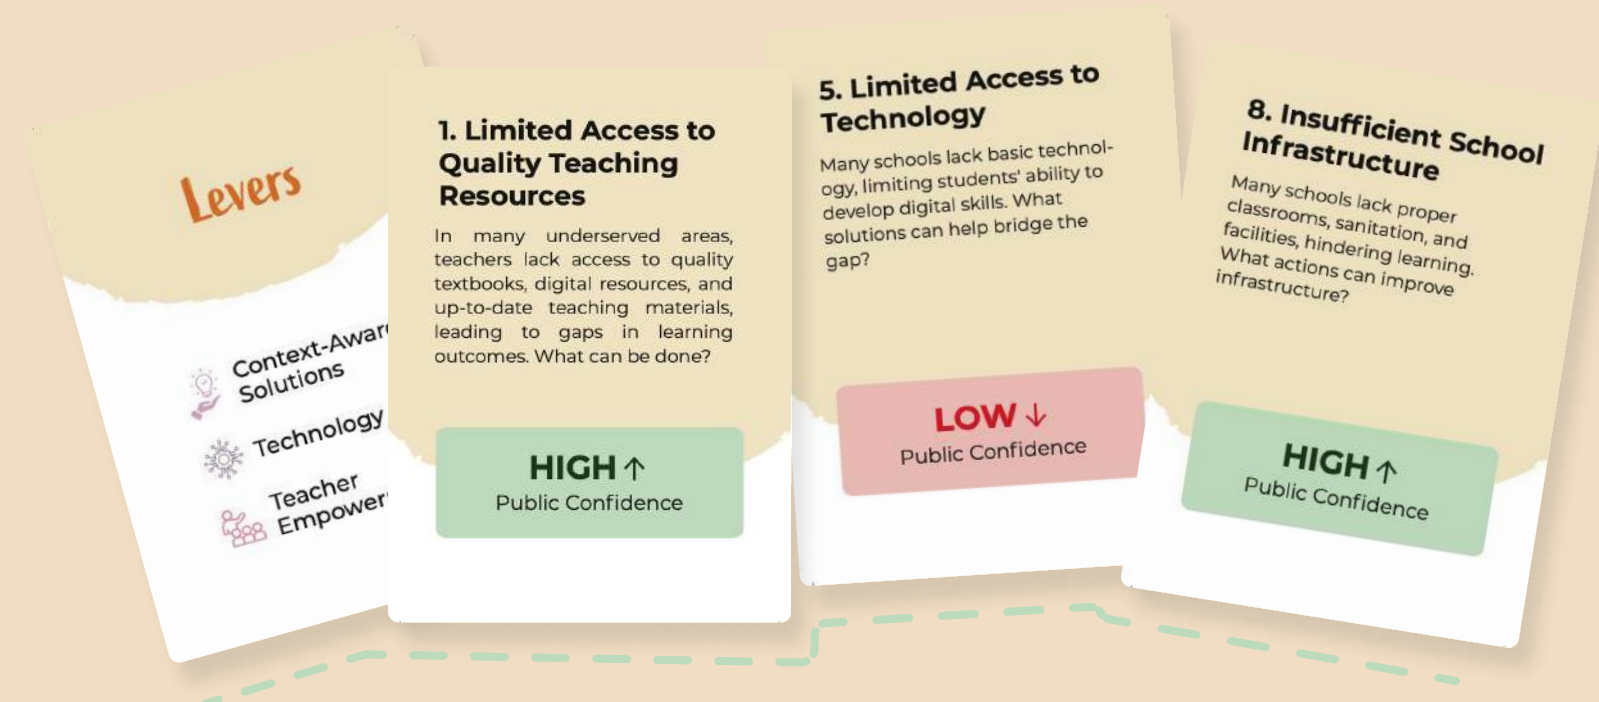 Levers
Context-Awar
Solutions
Technology
Teacher
Empower
1. Limited Access to
Quality Teaching
Resources
In many underserved areas,
teachers lack access to quality
textbooks, digital resources, and
up-to-date teaching materials,
leading to gaps in learning
outcomes. What can be done?
HIGH ↑
Public Confidence
5. Limited Access to
Technology
Many schools lack basic technol-
ogy, limiting students' ability to
develop digital skills. What
solutions can help bridge the
gap?
LOW ↓
Public Confidence
8. Insufficient School
Infrastructure
Many schools lack proper
classrooms, sanitation, and
facilities, hindering learning.
What actions can improve
infrastructure?
HIGH ↑
Public Confidence